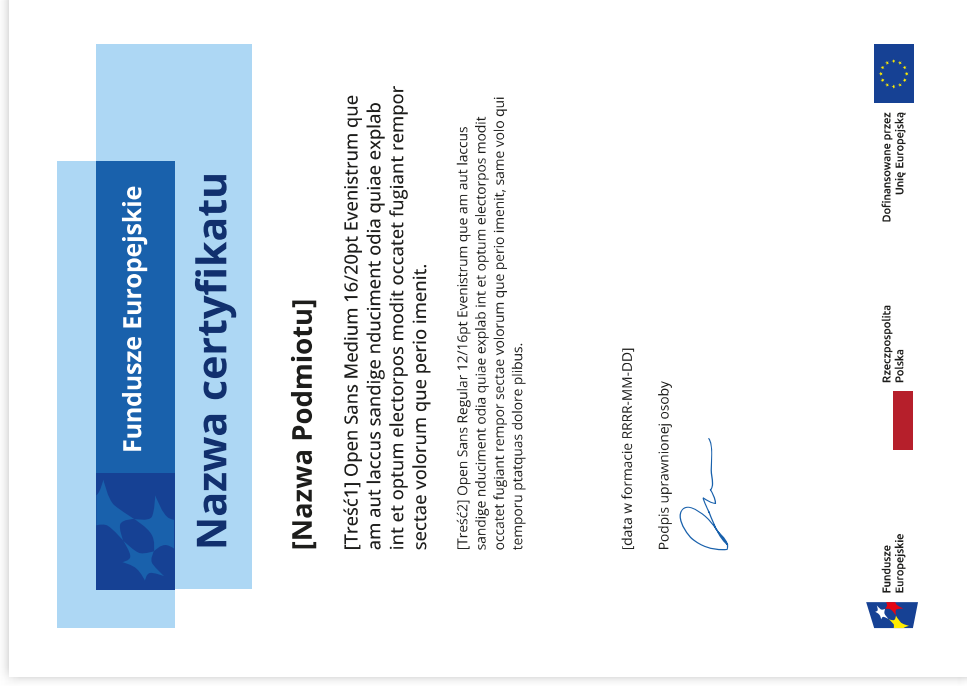 Fundusze Europejskie
Nazwa certyfikatu
[Nazwa Podmiotu]
[Treść1] Open Sans Medium 16/20pt Evenistrum que
am aut laccus sandige nduciment odia quiae explab
int et optum electorpos modit occatet fugiant rempor
sectae volorum que perio imenit.
[Treść2] Open Sans Regular 12/16pt Evenistrum que am aut laccus
sandige nduciment odia quiae explab int et optum electorpos modit
occatet fugiant rempor sectae volorum que perio imenit, same volo qui
temporu ptatquas dolore plibus.
[data w formacie RRRR-MM-DD]
Podpis uprawnionej osoby
Fundusze
Europejskie
Rzeczpospolita
Polska
Dofinansowane przez
Unię Europejską